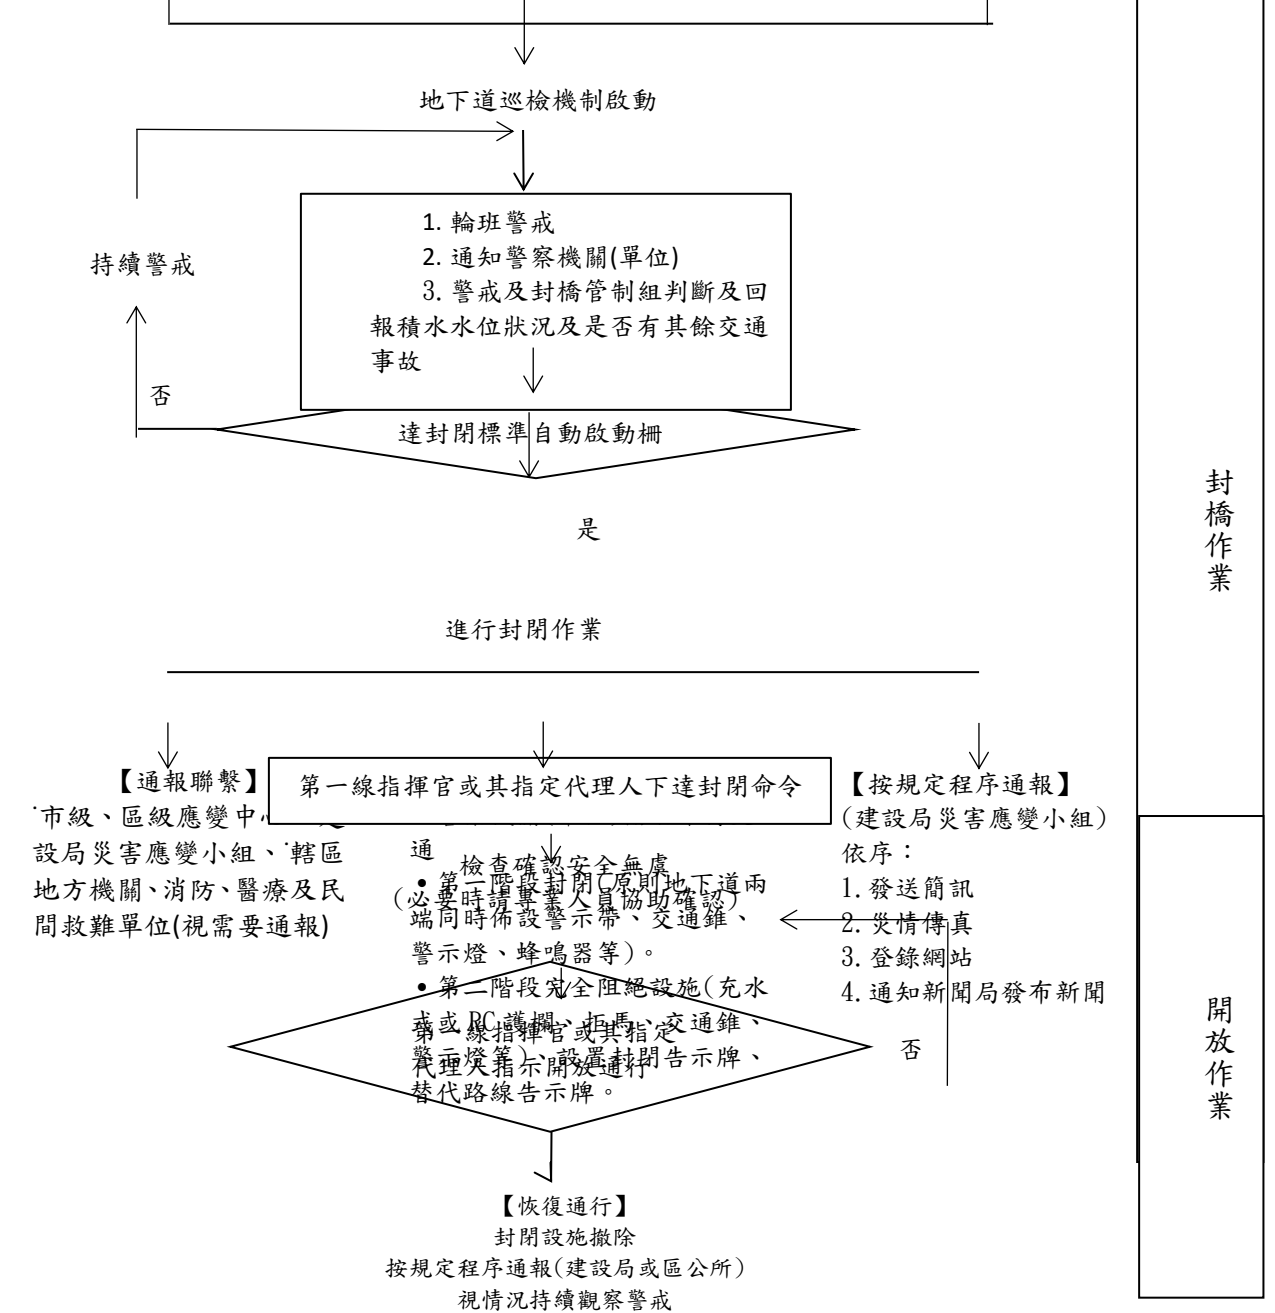 地下道巡檢機制啟動
1. 輪班警戒
2. 通知警察機關(單位)
3. 警戒及封橋管制組判斷及回
報積水水位狀況及是否有其餘交通
事故
持續警戒
否
達封閉標準自動啟動柵
是
進行封閉作業
封橋作業
【通報聯繫】
市級、區級應變中
設局災害應變小組、轄區
地方機關、消防、醫療及民
間救難單位(視需要通報)
第一線指揮官或其指定代理人下達封閉命令
通
• 第一階段封閉(原則地下道兩
端同時佈設警示帶、交通錐、
警示燈、蜂鳴器等)。
• 第二階段完全阻絕設施(充水
或 RC 護欄、拒馬、交通錐、
警示燈等)、設置封閉告示牌、
替代路線告示牌。
檢查確認安全無虞
(必要時請專業人員協助確認)
第一線指揮官或其指定
代理人指示開放通行
【按規定程序通報】
(建設局災害應變小組)
依序：
1. 發送簡訊
2. 災情傳真
3. 登錄網站
4. 通知新聞局發布新聞
否
開放作業
【恢復通行】
封閉設施撤除
按規定程序通報(建設局或區公所)
視情況持續觀察警戒